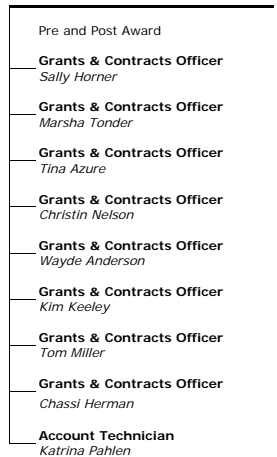 Pre and Post Award
Grants & Contracts Officer
Sally Horner
Grants & Contracts Officer
Marsha Tonder
Grants & Contracts Officer
Tina Azure
Grants & Contracts Officer
Christin Nelson
Grants & Contracts Officer
Wayde Anderson
Grants & Contracts Officer
Kim Keeley
Grants & Contracts Officer
Tom Miller
Grants & Contracts Officer
Chassi Herman
Account Technician
Katrina Pahlen